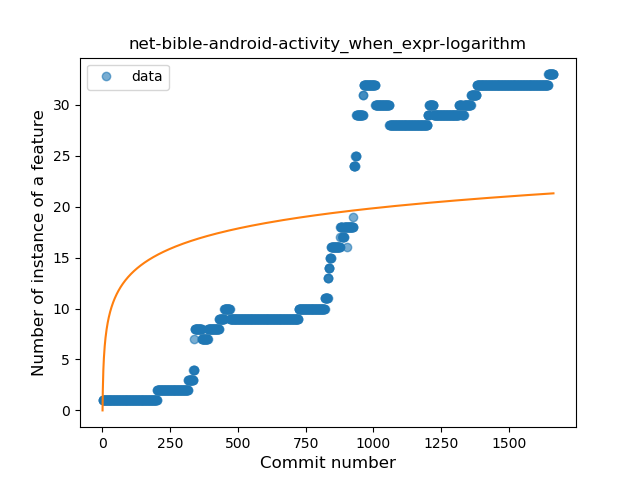 net-bible-android-activity_when_expr-logarithm
data
Number of instance of a feature
30
25
20
15
10
5
0
0 250 500 750 1000 1250 1500
Commit number